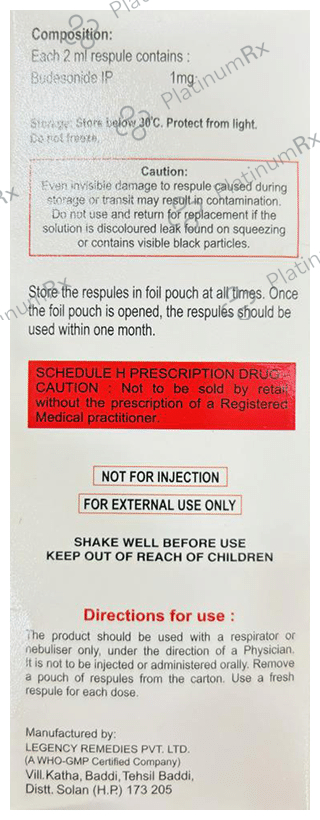 Composition:
Each 2 ml respule contains :
Budesonide IP 1mg
Storage: Store below 30°C. Protect from light.
Do not freeze.
Caution:
Even invisible damage to respule caused during
storage or transit may result in contamination.
Do not use and return for replacement if the
solution is discoloured leak found on squeezing
or contains visible black particles.
Store the respules in foil pouch at all times. Once
the foil pouch is opened, the respules should be
used within one month.
SCHEDULE H PRESCRIPTION DRUG
CAUTION : Not to be sold by retail
without the prescription of a Registered
Medical practitioner.
NOT FOR INJECTION
FOR EXTERNAL USE ONLY
SHAKE WELL BEFORE USE
KEEP OUT OF REACH OF CHILDREN
Directions for use :
The product should be used with a respirator or
nebuliser only, under the direction of a Physician.
It is not to be injected or administered orally. Remove
a pouch of respules from the carton. Use a fresh
respule for each dose.
Manufactured by:
LEGENCY REMEDIES PVT. LTD.
(A WHO-GMP Certified Company)
Vill. Katha, Baddi, Tehsil Baddi,
Distt. Solan (H.P.) 173 205
PlatinumRx
PlatinumRx
PlatinumRx